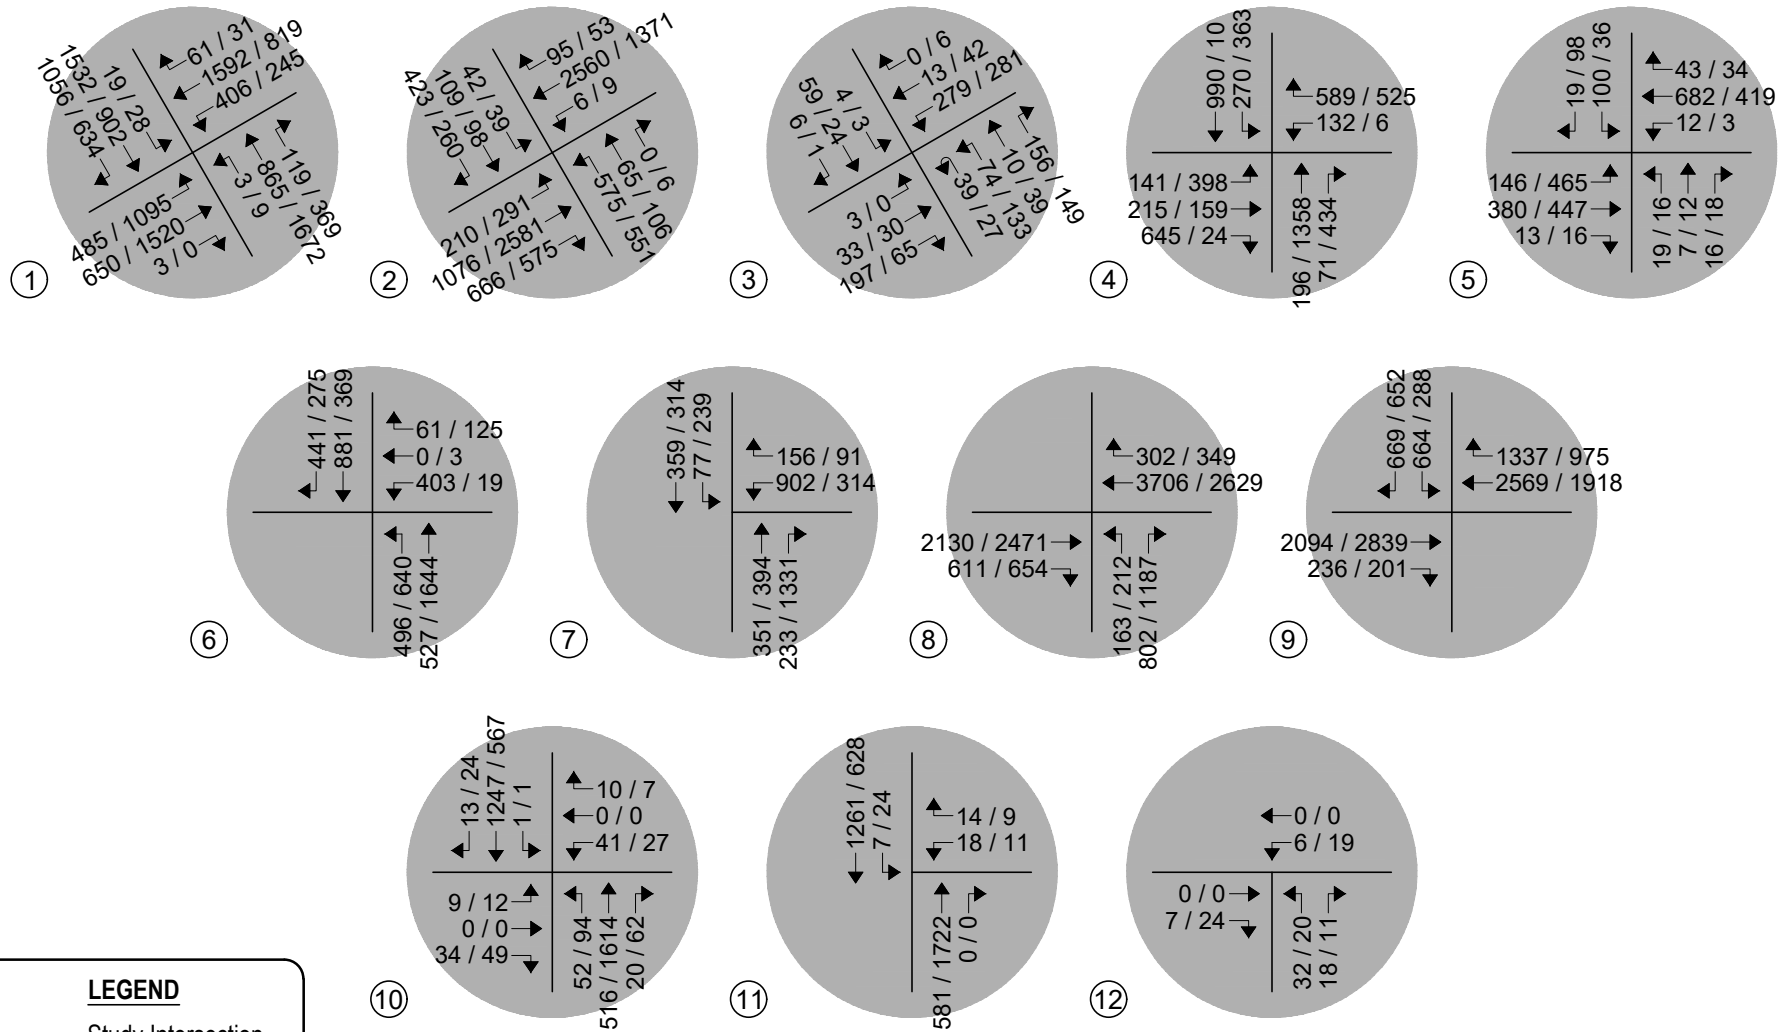 61 / 31
1592 / 819
406 / 245
19 / 28
1532 / 902
1056 / 634
485 / 1095
650 / 1520
3 / 0
3 / 9
865 / 1672
119 / 369
1
95 / 53
2560 / 1371
6 / 9
42 / 39
109 / 98
423 / 260
210 / 291
1076 / 2581
666 / 575
575 / 551
65 / 106
0 / 6
2
0 / 6
13 / 42
279 / 281
4 / 3
59 / 24
6 / 1
3 / 0
33 / 30
197 / 65
39 / 27
74 / 133
10 / 39
156 / 149
3
990 / 10
270 / 363
589 / 525
132 / 6
141 / 398
215 / 159
645 / 24
196 / 1358
71 / 434
4
19 / 98
100 / 36
43 / 34
682 / 419
12 / 3
146 / 465
380 / 447
13 / 16
19 / 16
7 / 12
16 / 18
5
441 / 275
881 / 369
61 / 125
0 / 3
403 / 19
496 / 640
527 / 1644
6
359 / 314
77 / 239
156 / 91
902 / 314
351 / 394
233 / 1331
7
302 / 349
3706 / 2629
2130 / 2471
611 / 654
163 / 212
802 / 1187
8
669 / 652
664 / 288
1337 / 975
2569 / 1918
2094 / 2839
236 / 201
9
13 / 24
1247 / 567
1 / 1
10 / 7
0 / 0
41 / 27
9 / 12
0 / 0
34 / 49
52 / 94
516 / 1614
20 / 62
10
1261 / 628
7 / 24
14 / 9
18 / 11
581 / 1722
0 / 0
11
0 / 0
6 / 19
0 / 0
7 / 24
32 / 20
18 / 11
12
LEGEND
Study Intersection